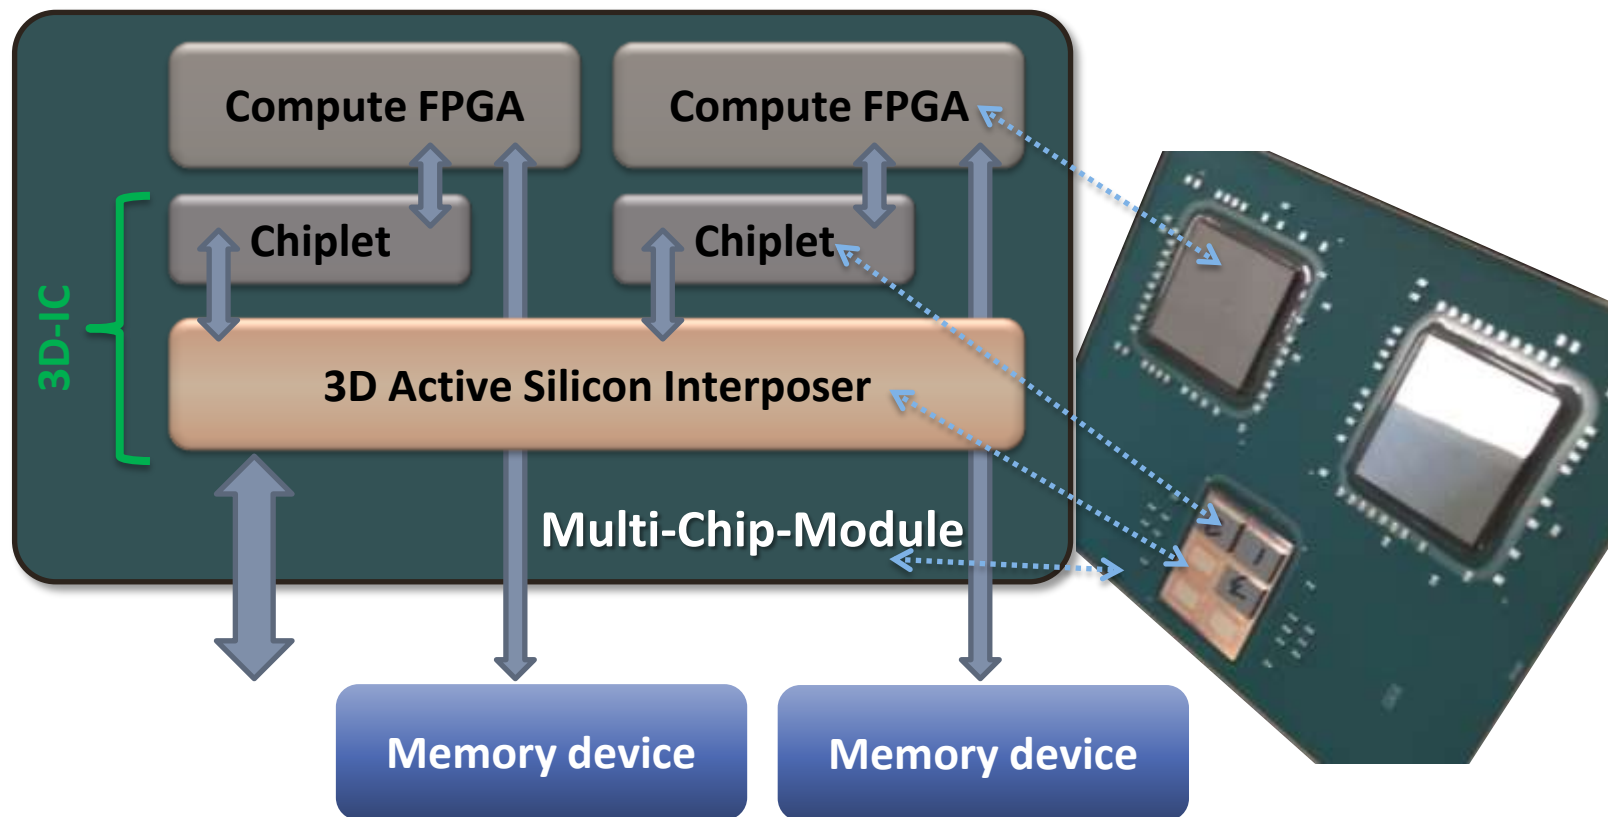 Compute FPGA
Compute FPGA
Chiplet
Chiplet
3D-IC
3D Active Silicon Interposer
Multi-Chip-Module
Memory device
Memory device